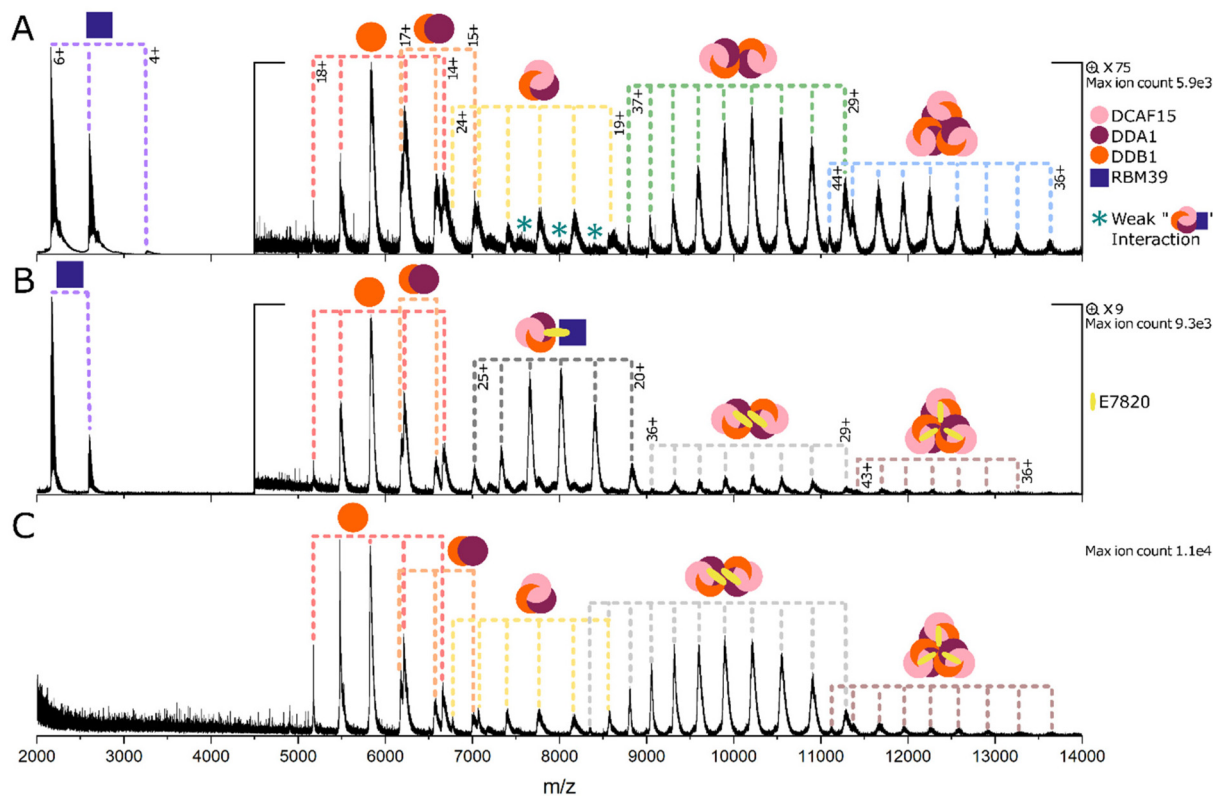 A
6+
4+
18+
17+
15+
14+
24+
19+
37+
29+
44+
36+
X 75
Max ion count 5.9e3
DCAF15
DDA1
DDB1
RBM39
* Weak " "
Interaction
B
25+
20+
36+
29+
43+
36+
X 9
Max ion count 9.3e3
E7820
C
Max ion count 1.1e4
2000 3000 4000 5000 6000 7000 8000 9000 10000 11000 12000 13000 14000
m/z